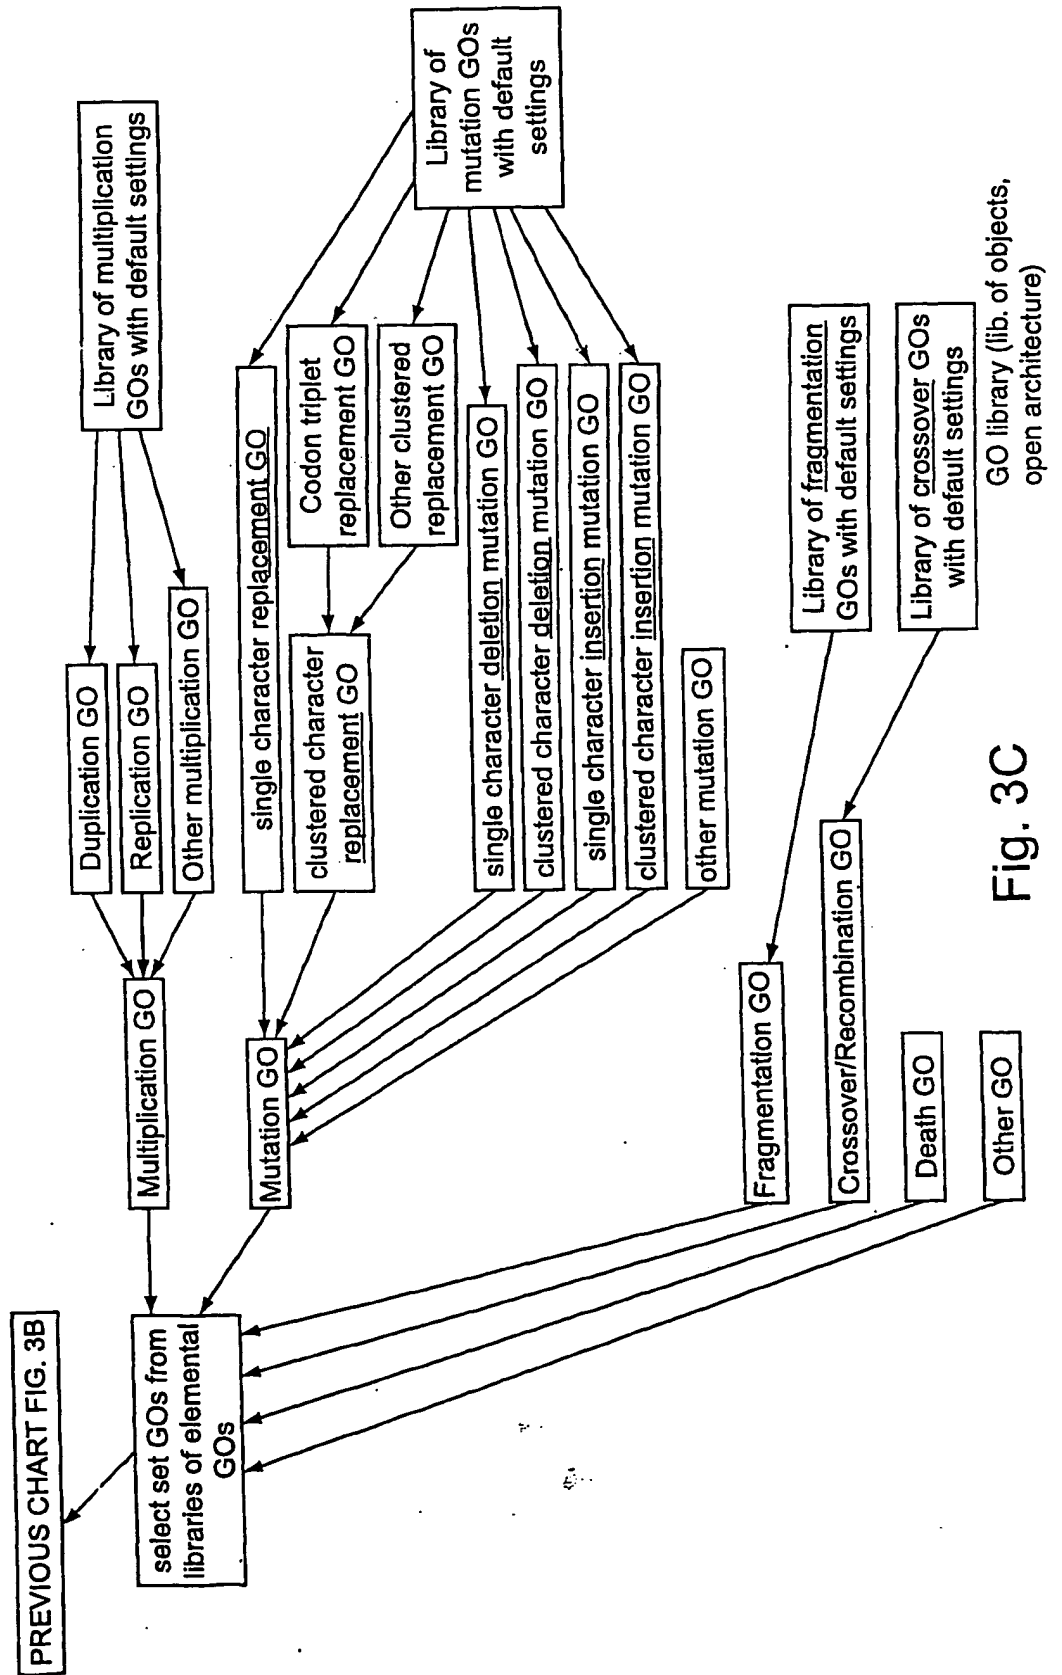 PREVIOUS CHART FIG. 3B
select set GOs from
libraries of elemental
GOs
Multiplication GO
Duplication GO
Replication GO
Other multiplication GO
Library of multiplication
GOs with default settings
Mutation GO
single character replacement GO
clustered character
replacement GO
Codon triplet
replacement GO
Other clustered
replacement GO
single character deletion mutation GO
clustered character deletion mutation GO
single character insertion mutation GO
clustered character insertion mutation GO
other mutation GO
Library of
mutation GOs
with default
settings
Fragmentation GO
Library of fragmentation
GOs with default settings
Crossover/Recombination GO
Library of crossover GOs
with default settings
Death GO
Other GO
GO library (lib. of objects,
open architecture)
Fig. 3C